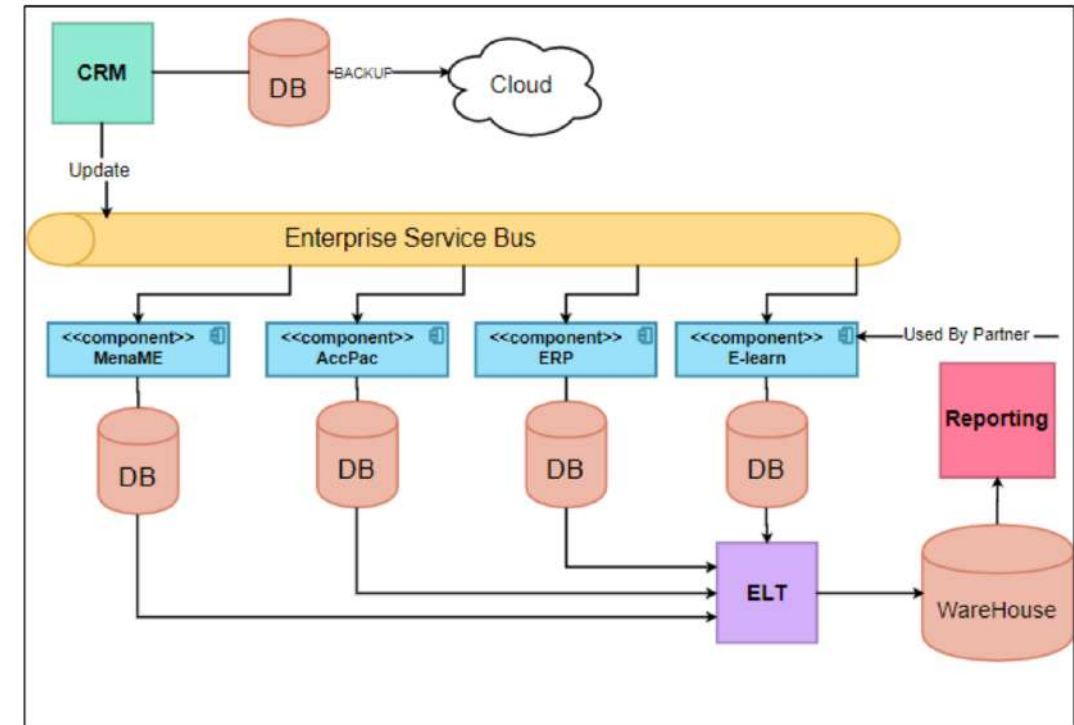 CRM
DB
BACKUP
Cloud
Update
Enterprise Service Bus
<<component>>
MenaME
<<component>>
AccPac
<<component>>
ERP
<<component>>
E-learn
Used By Partner
Reporting
DB
DB
DB
DB
ELT
WareHouse